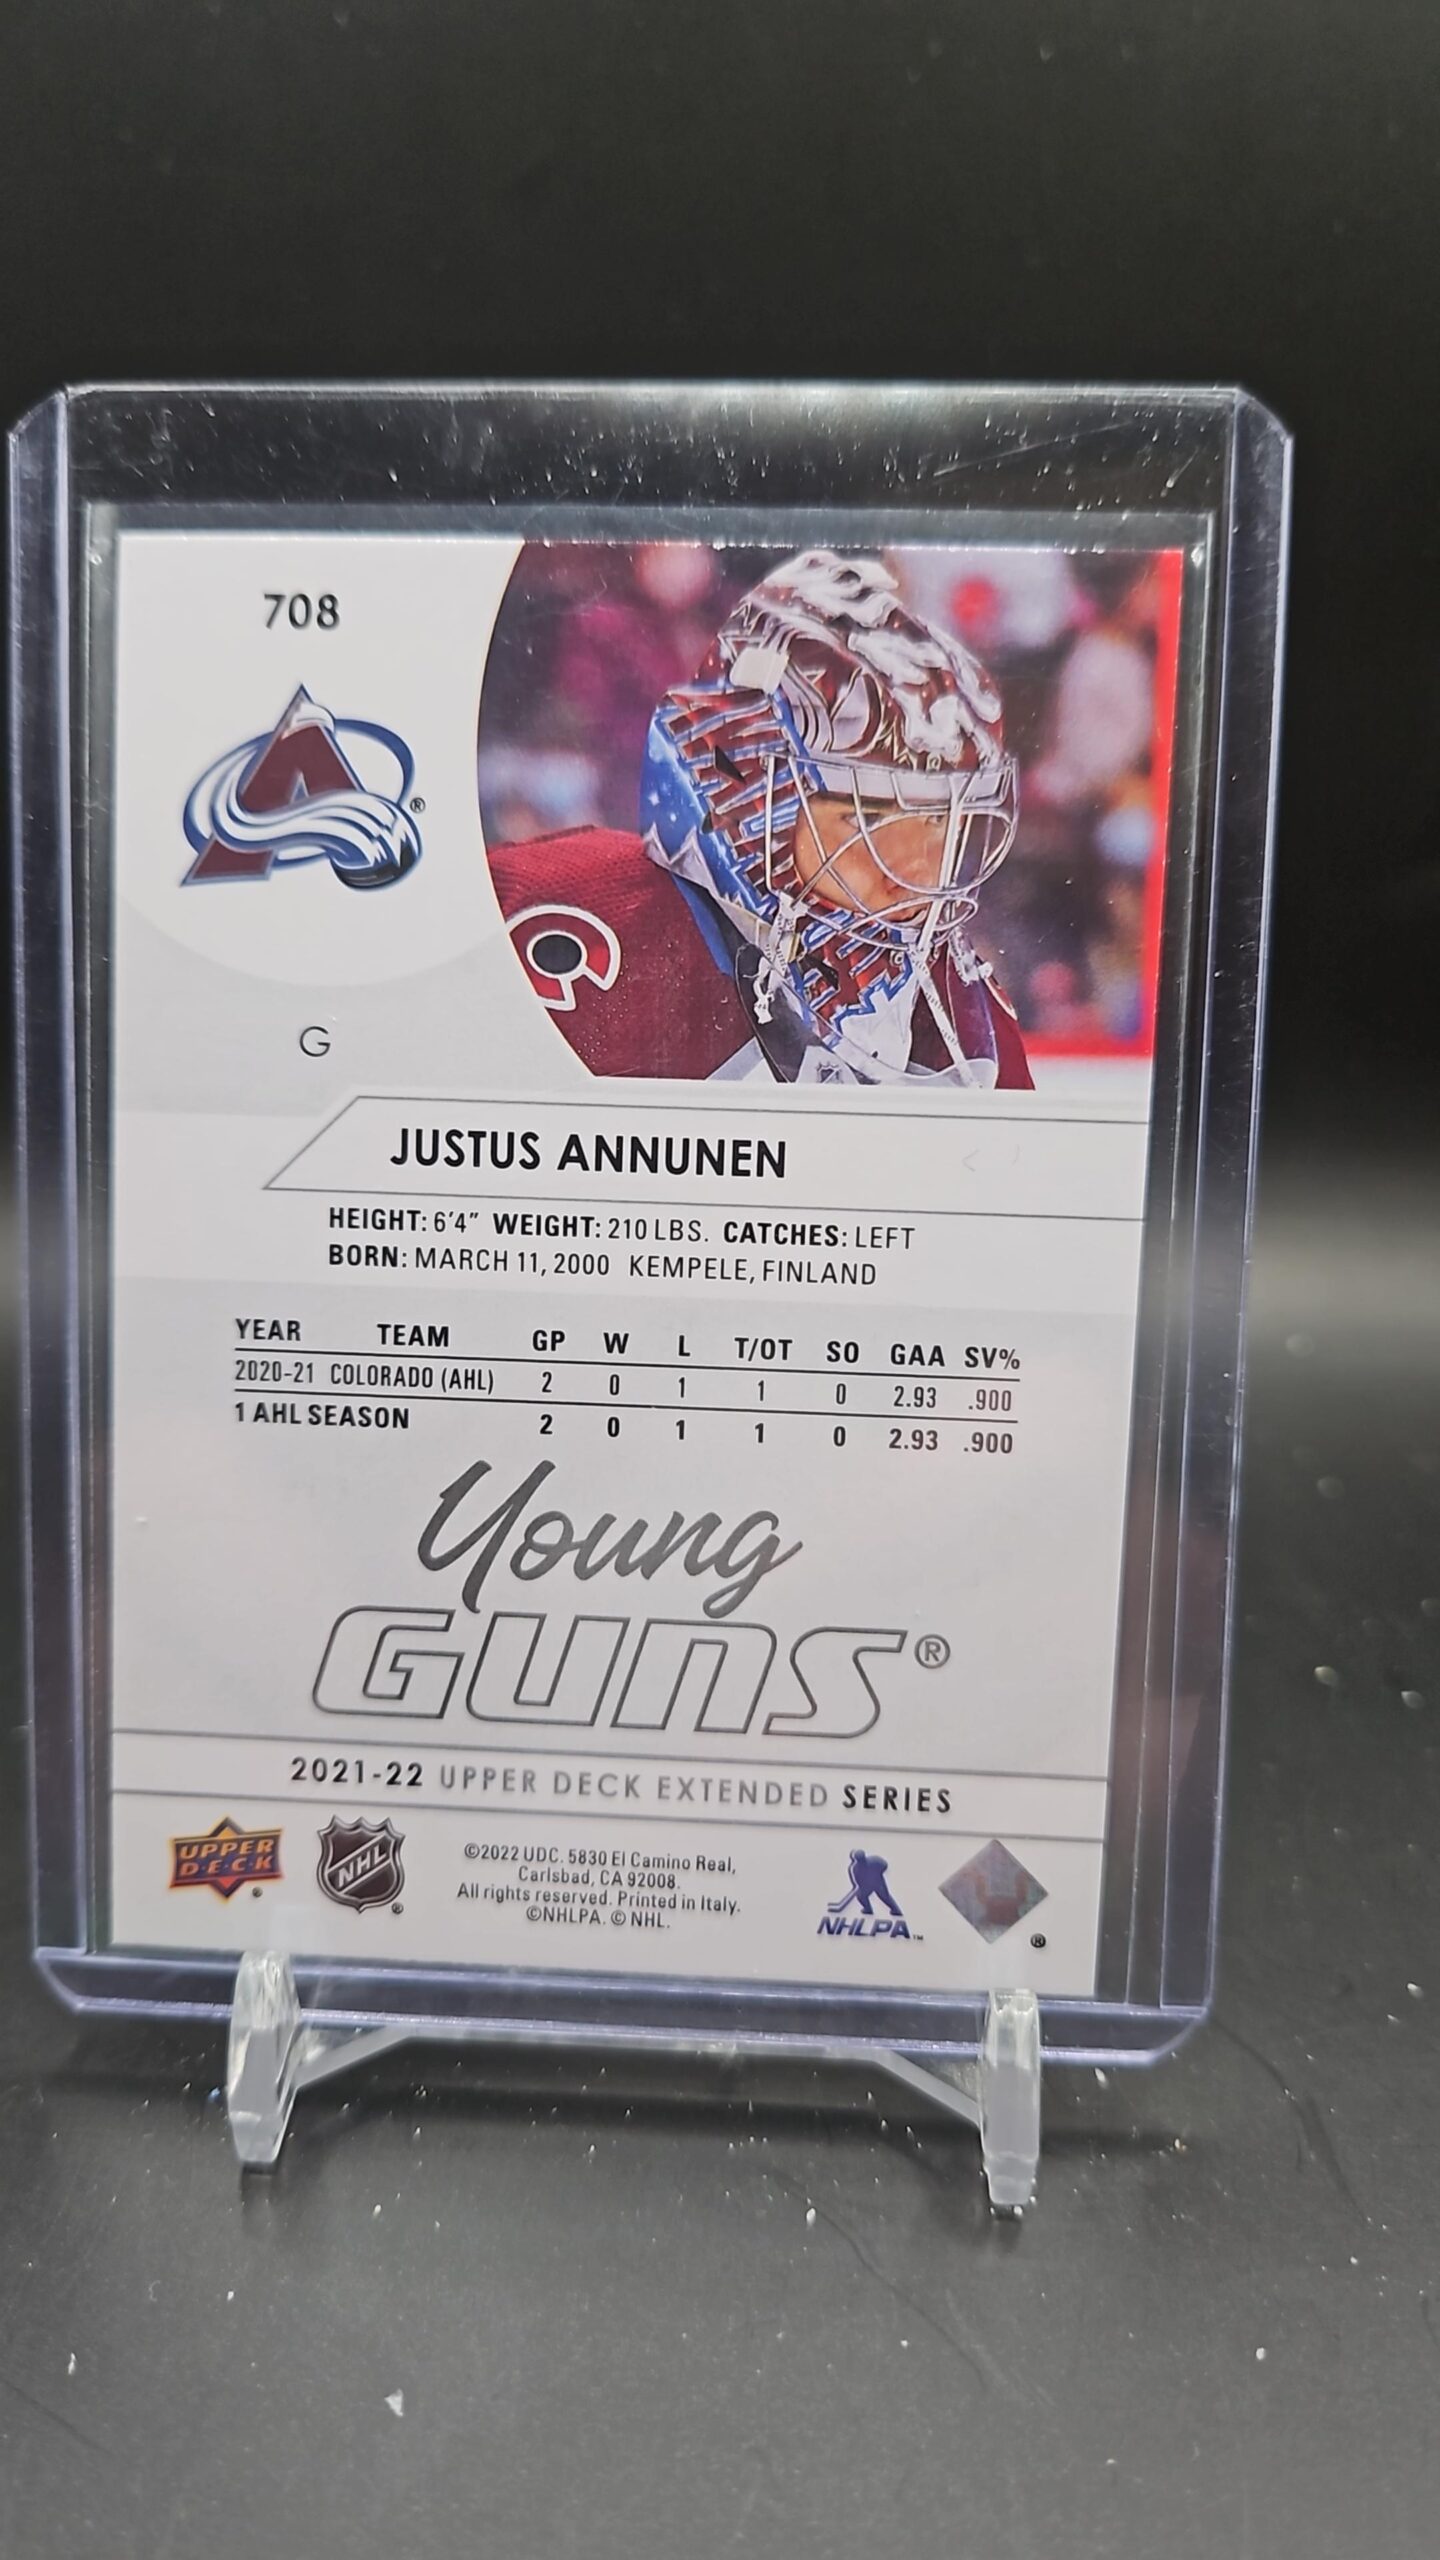 708
®
G
JUSTUS ANNUNEN
HEIGHT: 6'4" WEIGHT: 210 LBS. CATCHES: LEFT
BORN: MARCH 11, 2000 KEMPELE, FINLAND
YEAR TEAM GP W L T/OT SO GAA SV%
2020-21 COLORADO (AHL) 2 0 1 1 0 2.93 .900
1 AHL SEASON 2 0 1 1 0 2.93 .900
Young
GUNS®
2021-22 UPPER DECK EXTENDED SERIES
UPPER
D·E·C·K
®
NHL
®
©2022 UDC. 5830 El Camino Real,
Carlsbad, CA 92008.
All rights reserved. Printed in Italy.
©NHLPA. © NHL.
NHLPA™
®